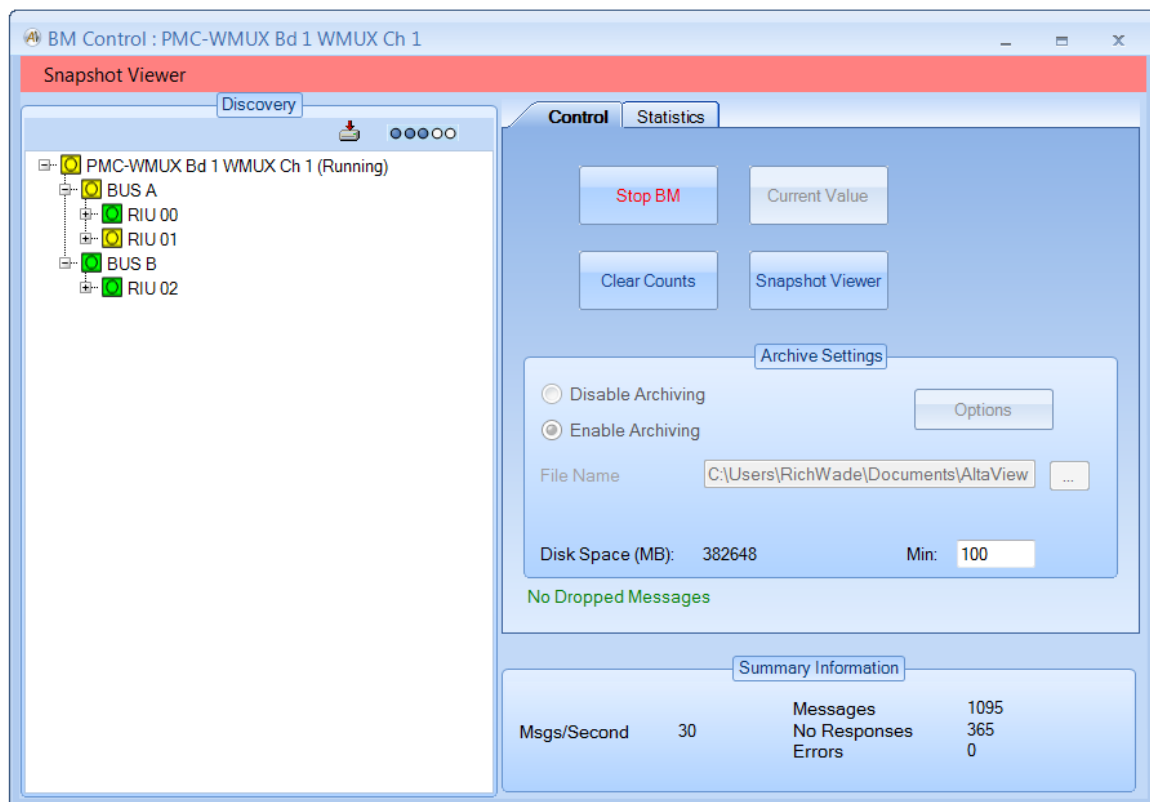 BM Control : PMC-WMUX Bd 1 WMUX Ch 1
Snapshot Viewer
Discovery
PMC-WMUX Bd 1 WMUX Ch 1 (Running)
BUS A
RIU 00
RIU 01
BUS B
RIU 02
Control Statistics
Stop BM Current Value
Clear Counts Snapshot Viewer
Archive Settings
Disable Archiving
Options
Enable Archiving
File Name C:\Users\RichWade\Documents\AltaView ...
Disk Space (MB): 382648 Min: 100
No Dropped Messages
Summary Information
Msgs/Second 30
Messages 1095
No Responses 365
Errors 0